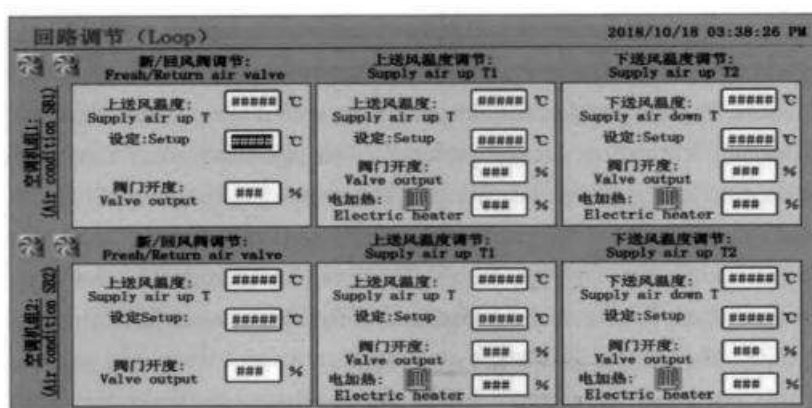 回路调节（Loop）
2018/10/18 03:38:26 PM
空调机组1:
(Air condition SB1)
新/回风阀调节:
Fresh/Return air valve
上送风温度:
Supply air up T
##### ℃
设定:Setup
##### ℃
阀门开度:
Valve output
### %
上送风温度调节:
Supply air up T1
上送风温度:
Supply air up T
##### ℃
设定:Setup
##### ℃
阀门开度:
Valve output
### %
电加热:
Electric heater
### %
下送风温度调节:
Supply air up T2
下送风温度:
Supply air down T
##### ℃
设定:Setup
##### ℃
阀门开度:
Valve output
### %
电加热:
Electric heater
### %
空调机组2:
(Air condition SB2)
新/回风阀调节:
Fresh/Return air valve
上送风温度:
Supply air up T
##### ℃
设定Setup:
##### ℃
阀门开度:
Valve output
### %
上送风温度调节:
Supply air up T1
上送风温度:
Supply air up T
##### ℃
设定:Setup
##### ℃
阀门开度:
Valve output
### %
电加热:
Electric heater
### %
下送风温度调节:
Supply air up T2
下送风温度:
Supply air down T
##### ℃
设定:Setup
##### ℃
阀门开度:
Valve output
### %
电加热:
Electric heater
### %